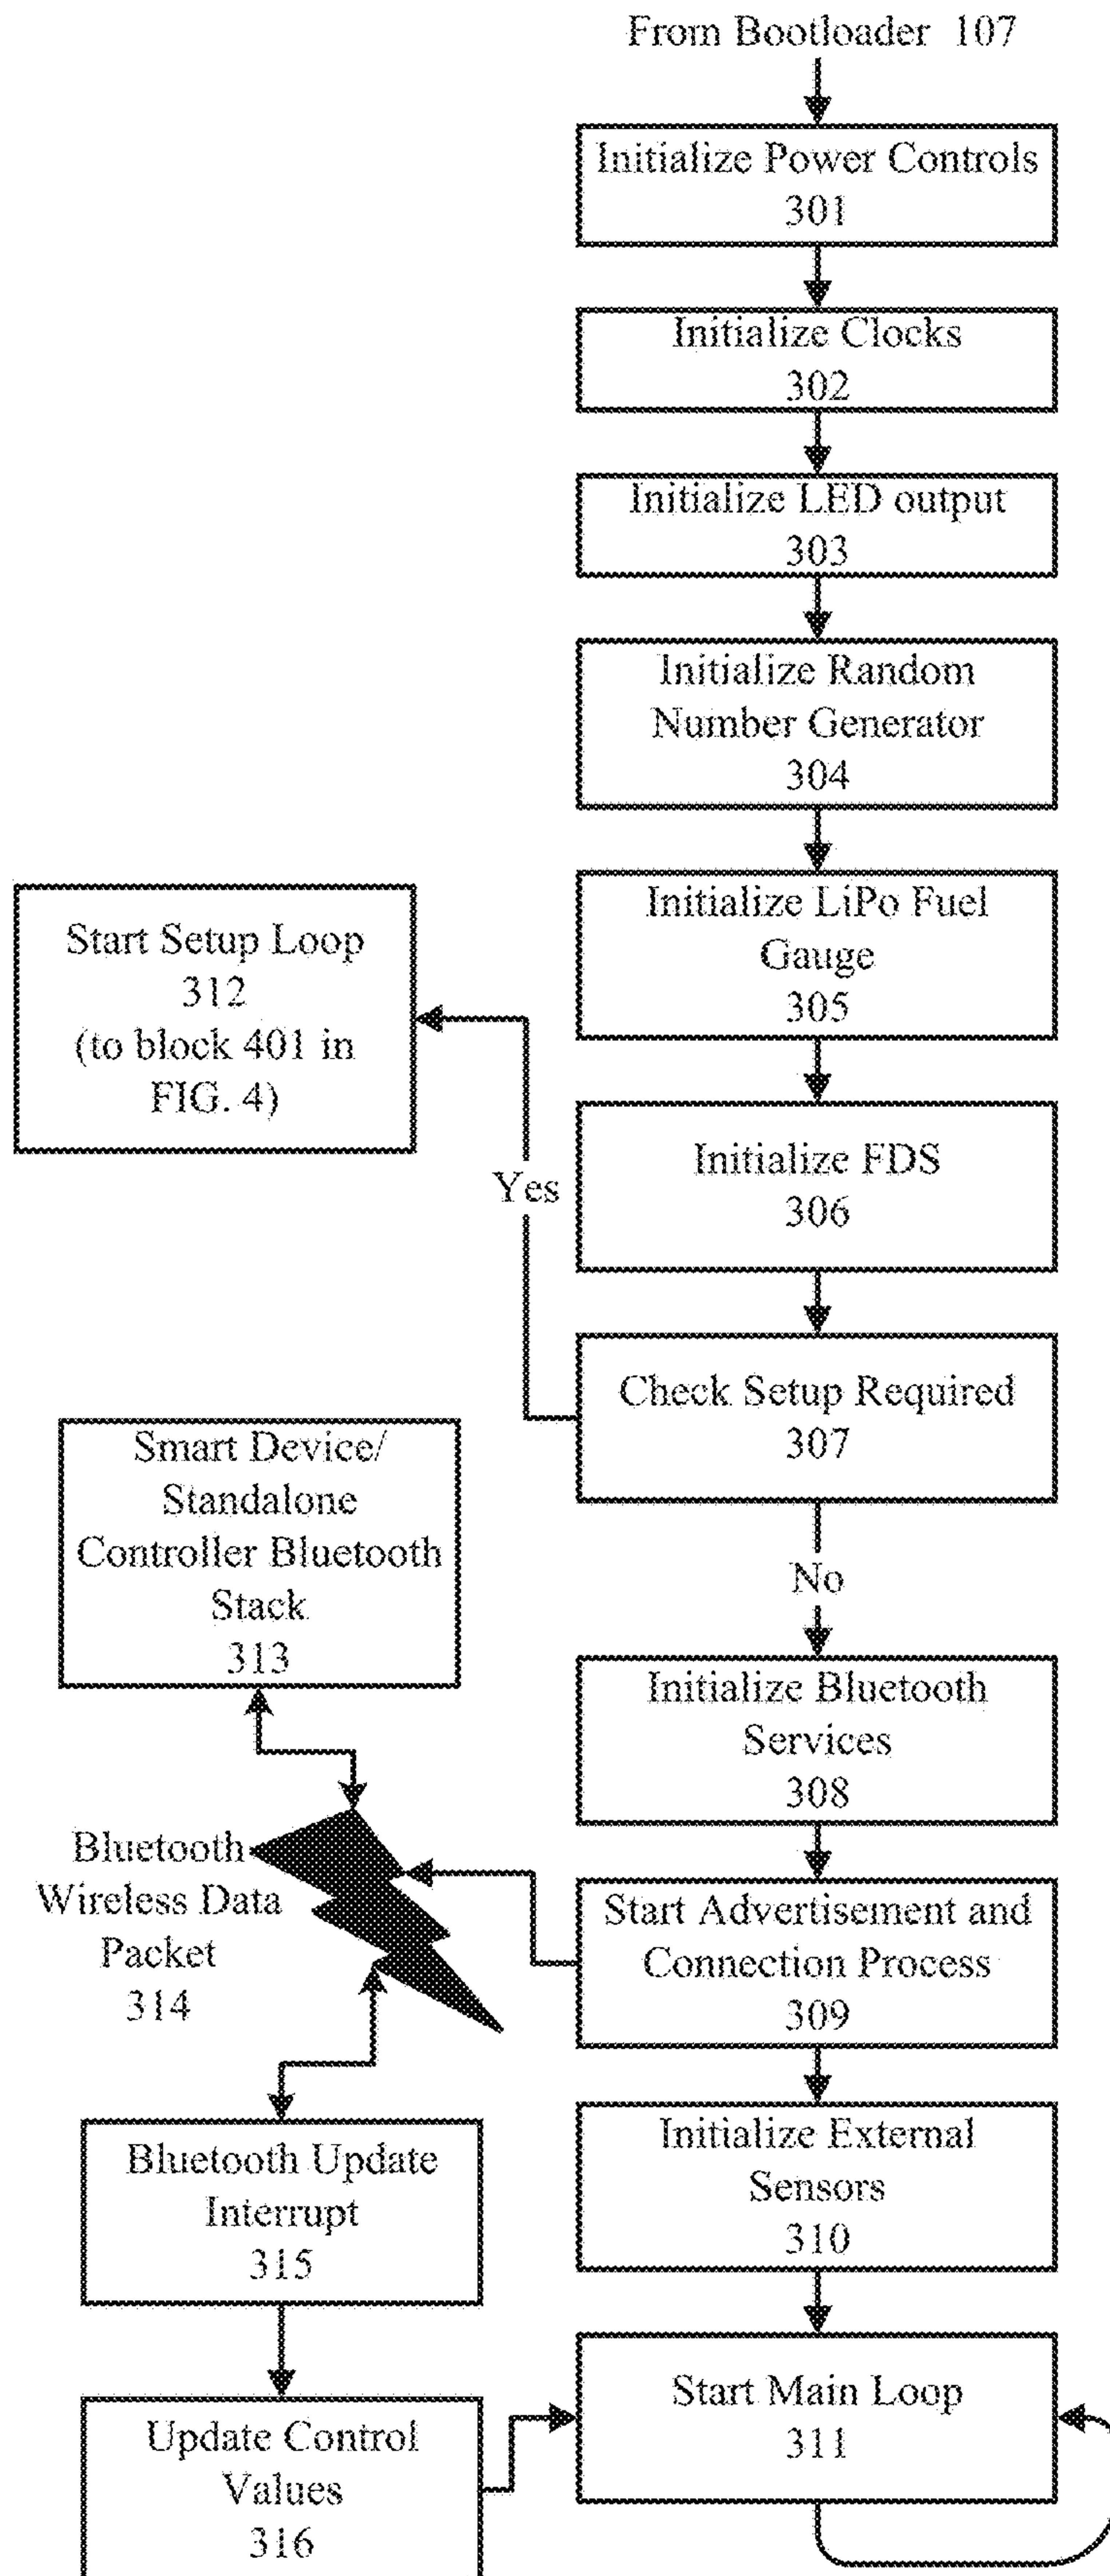 From Bootloader 107
Initialize Power Controls
301
Initialize Clocks
302
Initialize LED output
303
Initialize Random
Number Generator
304
Initialize LiPo Fuel
Gauge
305
Start Setup Loop
312
(to block 401 in
FIG. 4)
Initialize FDS
306
Yes
Check Setup Required
307
No
Smart Device/
Standalone
Controller Bluetooth
Stack
313
Initialize Bluetooth
Services
308
Bluetooth
Wireless Data
Packet
314
Start Advertisement and
Connection Process
309
Initialize External
Sensors
310
Bluetooth Update
Interrupt
315
Start Main Loop
311
Update Control
Values
316